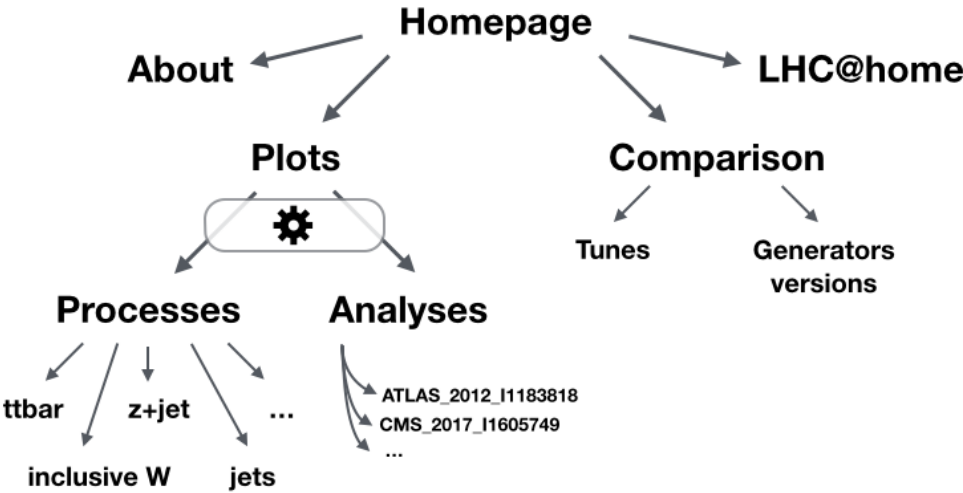 Homepage
About
LHC@home
Plots
Comparison
Tunes
Generators
versions
Processes
Analyses
ttbar
z+jet
...
inclusive W
jets
ATLAS_2012_I1183818
CMS_2017_I1605749
...